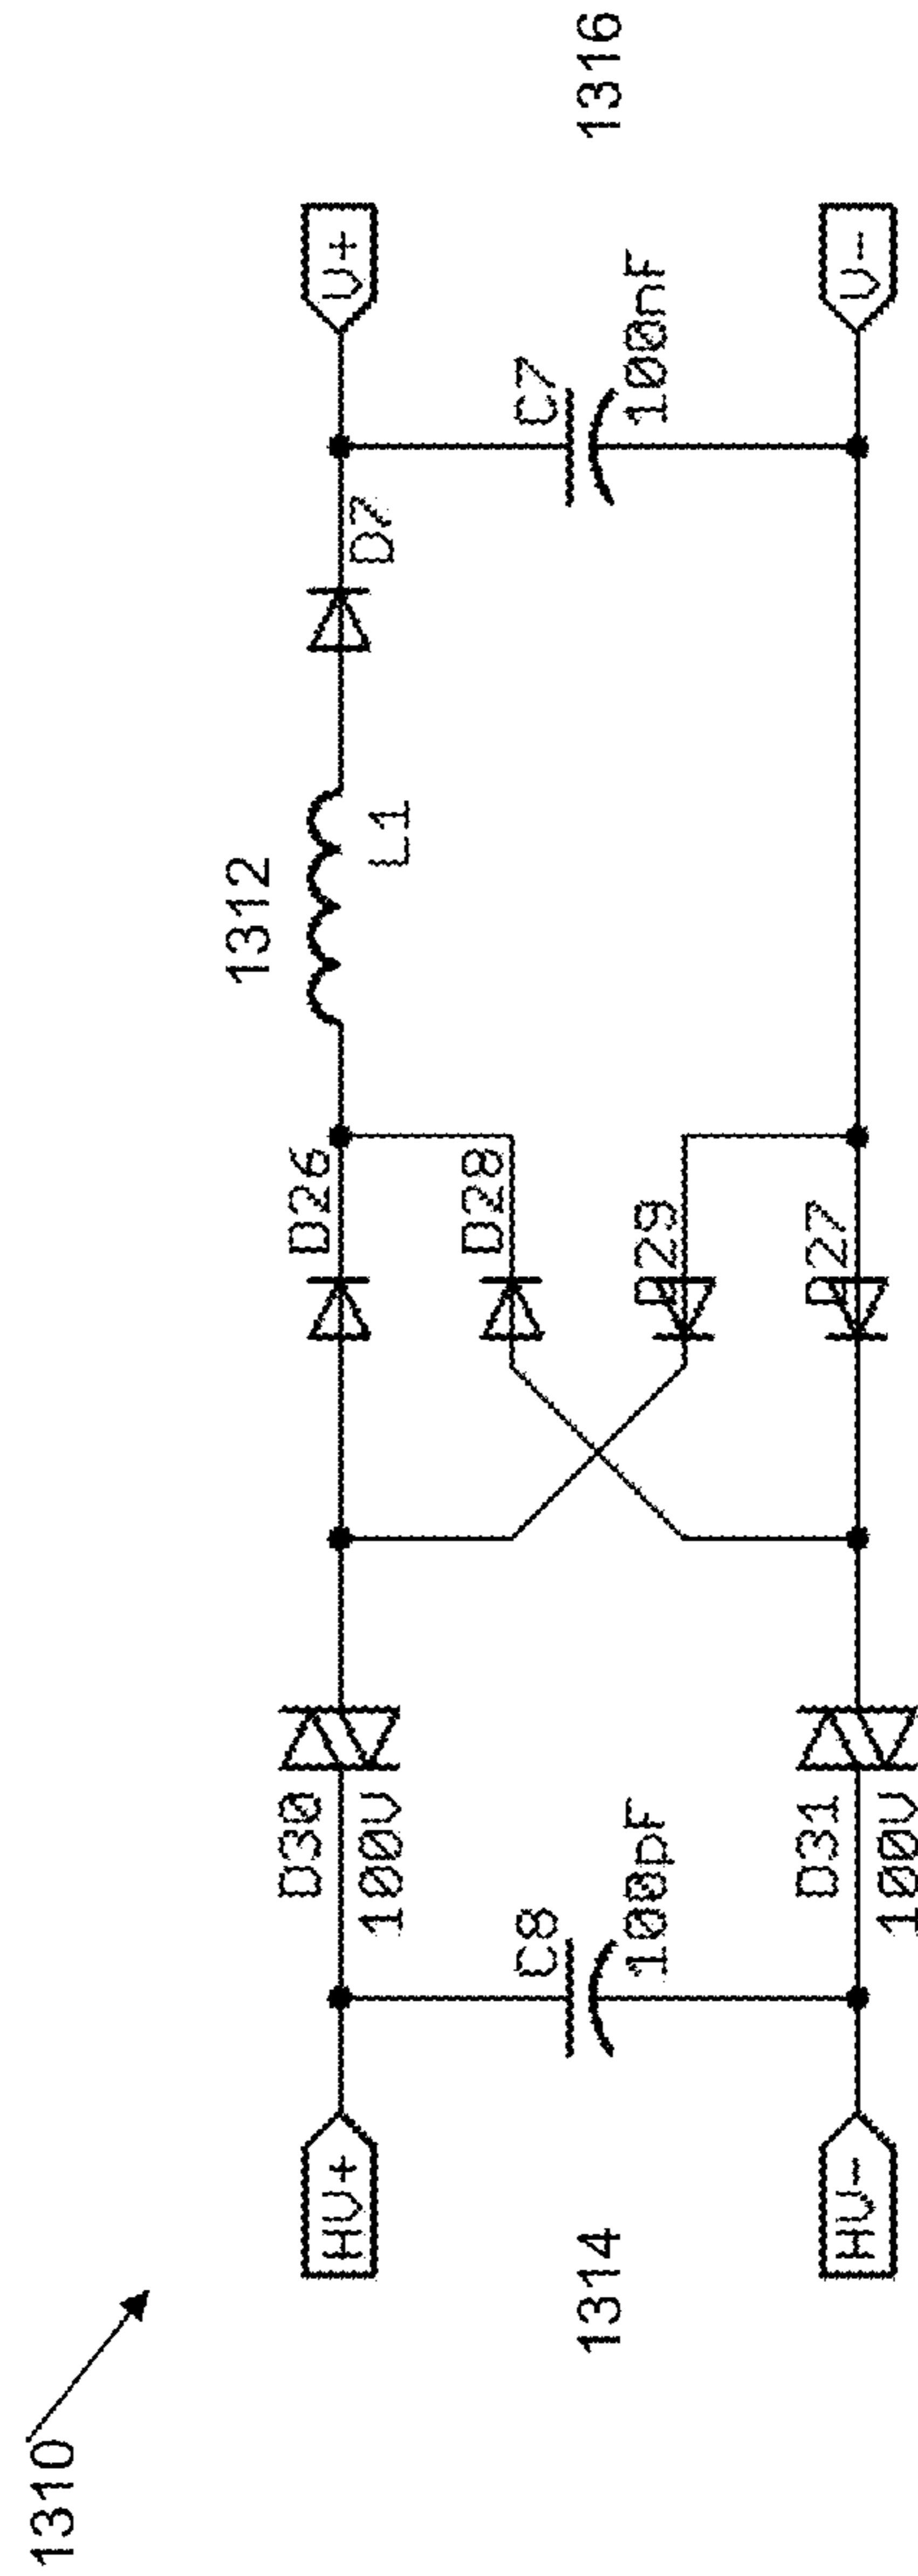 1310
1312
HV+
D30
100V
D26
L1
D7
V+
1314
C8
100pF
D28
D29
C7
100nF
1316
HV-
D31
100V
D27
V-